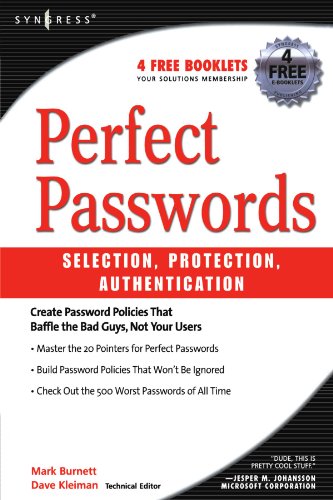 SYNGRESS
4 FREE BOOKLETS
YOUR SOLUTIONS MEMBERSHIP
SYNGRESS
4
FREE
E-BOOKLETS
Perfect
Passwords
SELECTION, PROTECTION,
AUTHENTICATION
Create Password Policies That
Baffle the Bad Guys, Not Your Users
• Master the 20 Pointers for Perfect Passwords
• Build Password Policies That Won't Be Ignored
• Check Out the 500 Worst Passwords of All Time
Mark Burnett
Dave Kleiman Technical Editor
"DUDE, THIS IS
PRETTY COOL STUFF."
—JESPER M. JOHANSSON
MICROSOFT CORPORATION